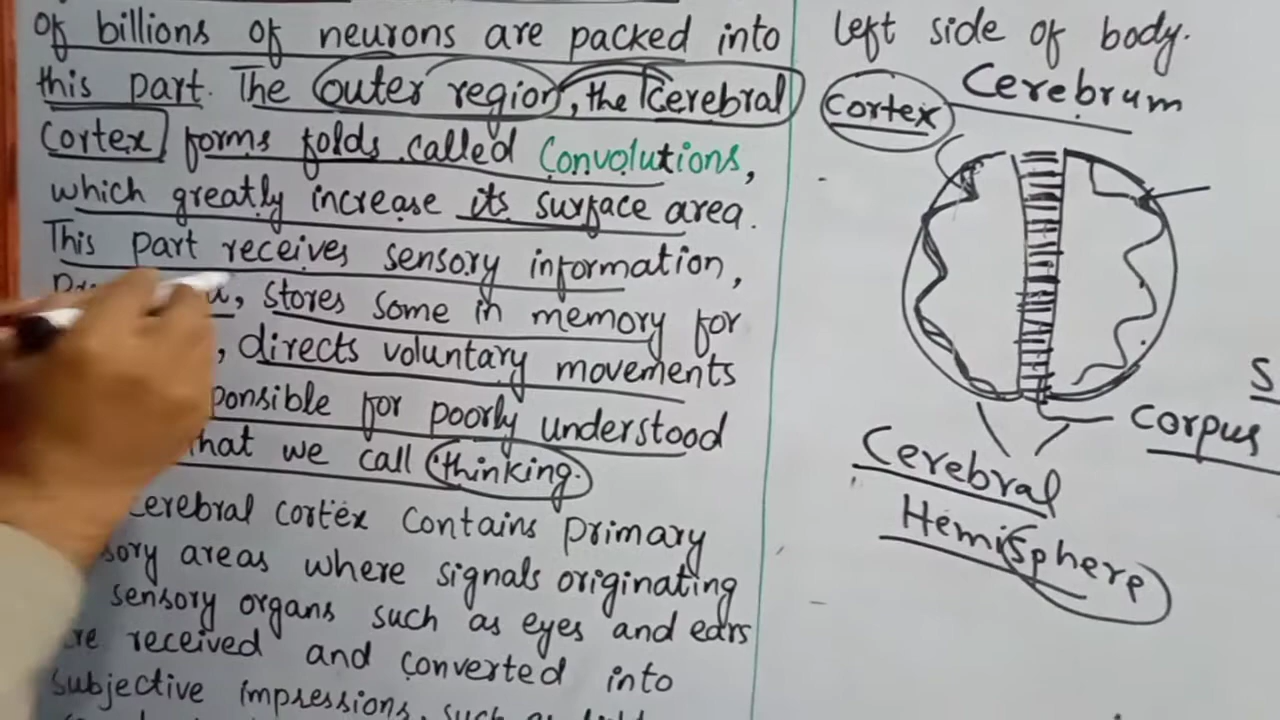 of billions of neurons are packed into
this part. The outer region, the cerebral
cortex forms folds called Convolutions,
which greatly increase its surface area.
This part receives sensory information,
stores some in memory for
, directs voluntary movements
ponsible for poorly understood
hat we call 'thinking.'
cerebral cortex contains primary
sory areas where signals originating
sensory organs such as eyes and ears
re received and converted into
subjective impressions, such as
left side of body.
Cerebrum
Cortex
Corpus
S
Cerebral
Hemisphere